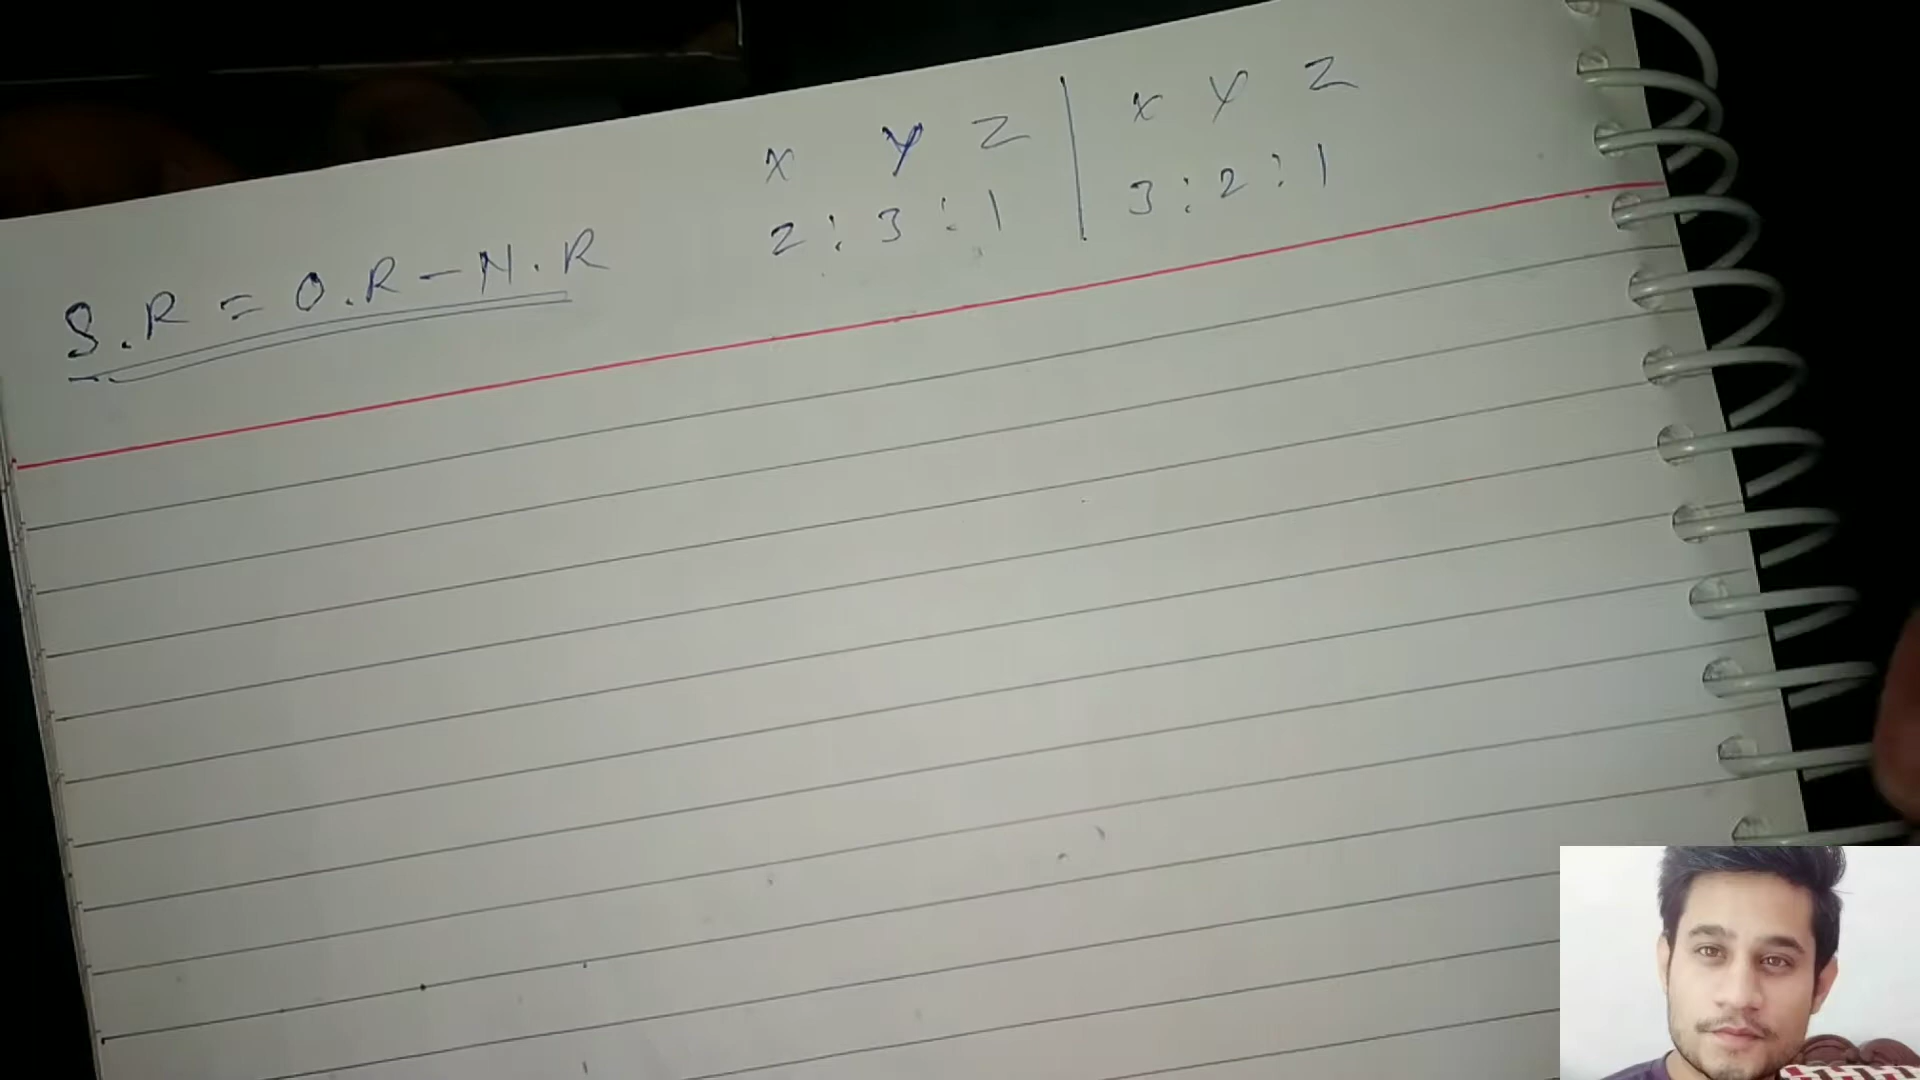 X Y Z | X Y Z
2 : 3 : 1 | 3 : 2 : 1
S.R = O.R - N.R